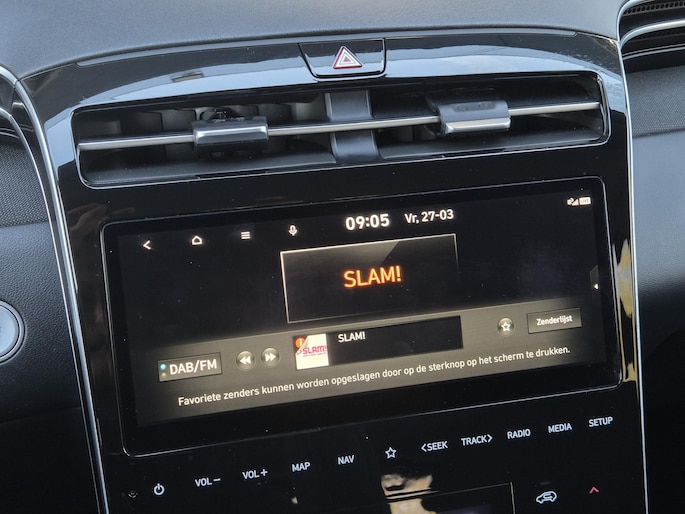 09:05 Vr, 27-03
SLAM!
SLAM!
SLAM!
Zenderlijst
DAB/FM
Favoriete zenders kunnen worden opgeslagen door op de sterknop op het scherm te drukken.
VOL− VOL+ MAP NAV <SEEK TRACK> RADIO MEDIA SETUP